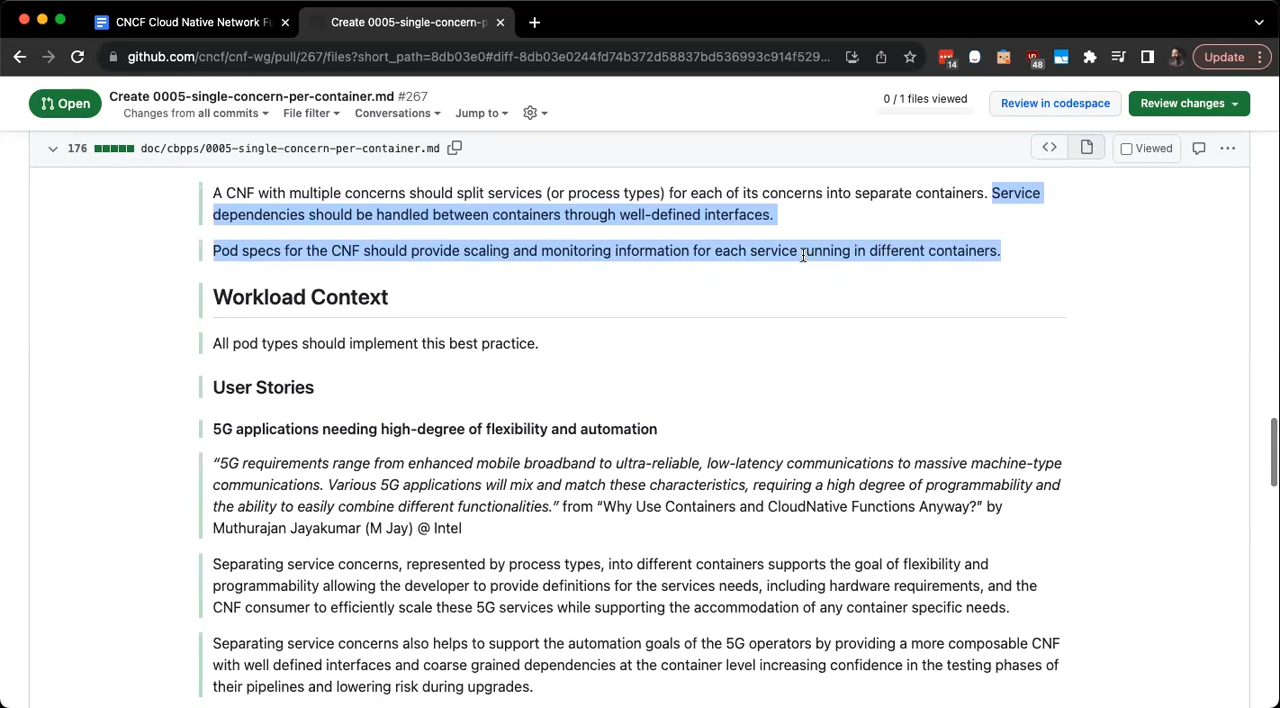 CNCF Cloud Native Network Fu
Create 0005-single-concern-p
github.com/cncf/cnf-wg/pull/267/files?short_path=8db03e0#diff-8db03e0244fd74b372d58837bd536993c914f529...
14
48
Update
Open
Create 0005-single-concern-per-container.md #267
Changes from all commits
File filter
Conversations
Jump to
0 / 1 files viewed
Review in codespace
Review changes
176
doc/cbpps/0005-single-concern-per-container.md
Viewed
A CNF with multiple concerns should split services (or process types) for each of its concerns into separate containers. Service
dependencies should be handled between containers through well-defined interfaces.
Pod specs for the CNF should provide scaling and monitoring information for each service running in different containers.
Workload Context
All pod types should implement this best practice.
User Stories
5G applications needing high-degree of flexibility and automation
“5G requirements range from enhanced mobile broadband to ultra-reliable, low-latency communications to massive machine-type
communications. Various 5G applications will mix and match these characteristics, requiring a high degree of programmability and
the ability to easily combine different functionalities.” from “Why Use Containers and CloudNative Functions Anyway?” by
Muthurajan Jayakumar (M Jay) @ Intel
Separating service concerns, represented by process types, into different containers supports the goal of flexibility and
programmability allowing the developer to provide definitions for the services needs, including hardware requirements, and the
CNF consumer to efficiently scale these 5G services while supporting the accommodation of any container specific needs.
Separating service concerns also helps to support the automation goals of the 5G operators by providing a more composable CNF
with well defined interfaces and coarse grained dependencies at the container level increasing confidence in the testing phases of
their pipelines and lowering risk during upgrades.